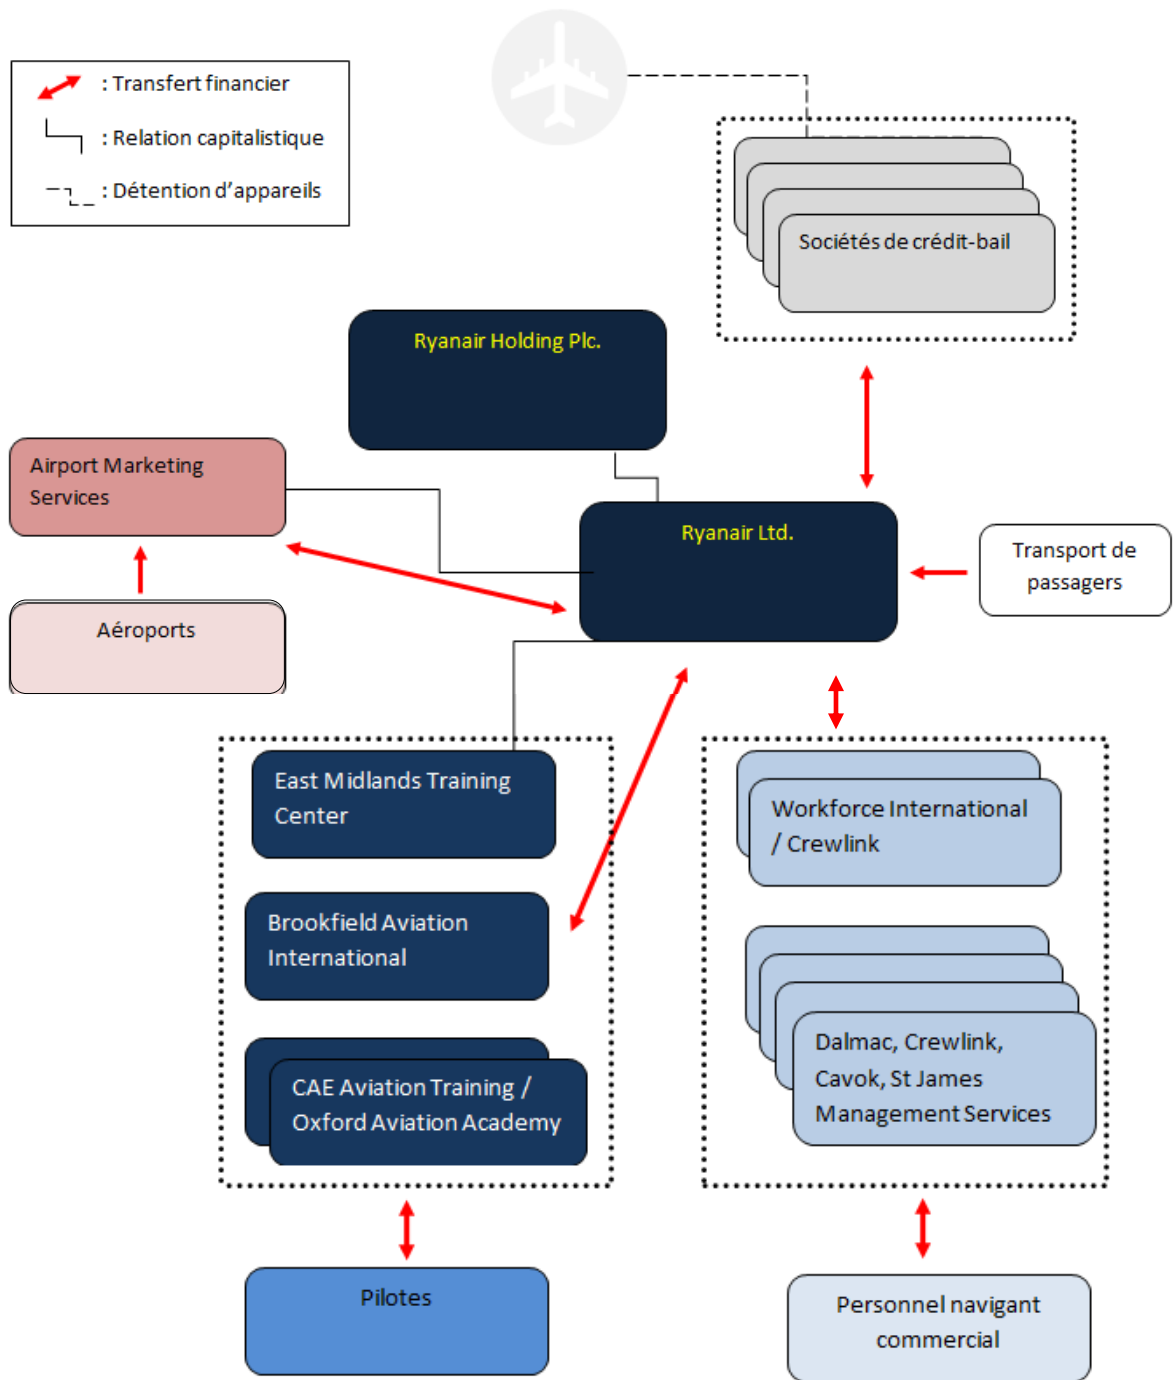 : Transfert financier
: Relation capitalistique
: Détention d'appareils
Sociétés de crédit-bail
Ryanair Holding Plc.
Airport Marketing
Services
Ryanair Ltd.
Transport de
passagers
Aéroports
East Midlands Training
Center
Workforce International
/ Crewlink
Brookfield Aviation
International
CAE Aviation Training /
Oxford Aviation Academy
Dalmac, Crewlink,
Cavok, St James
Management Services
Pilotes
Personnel navigant
commercial